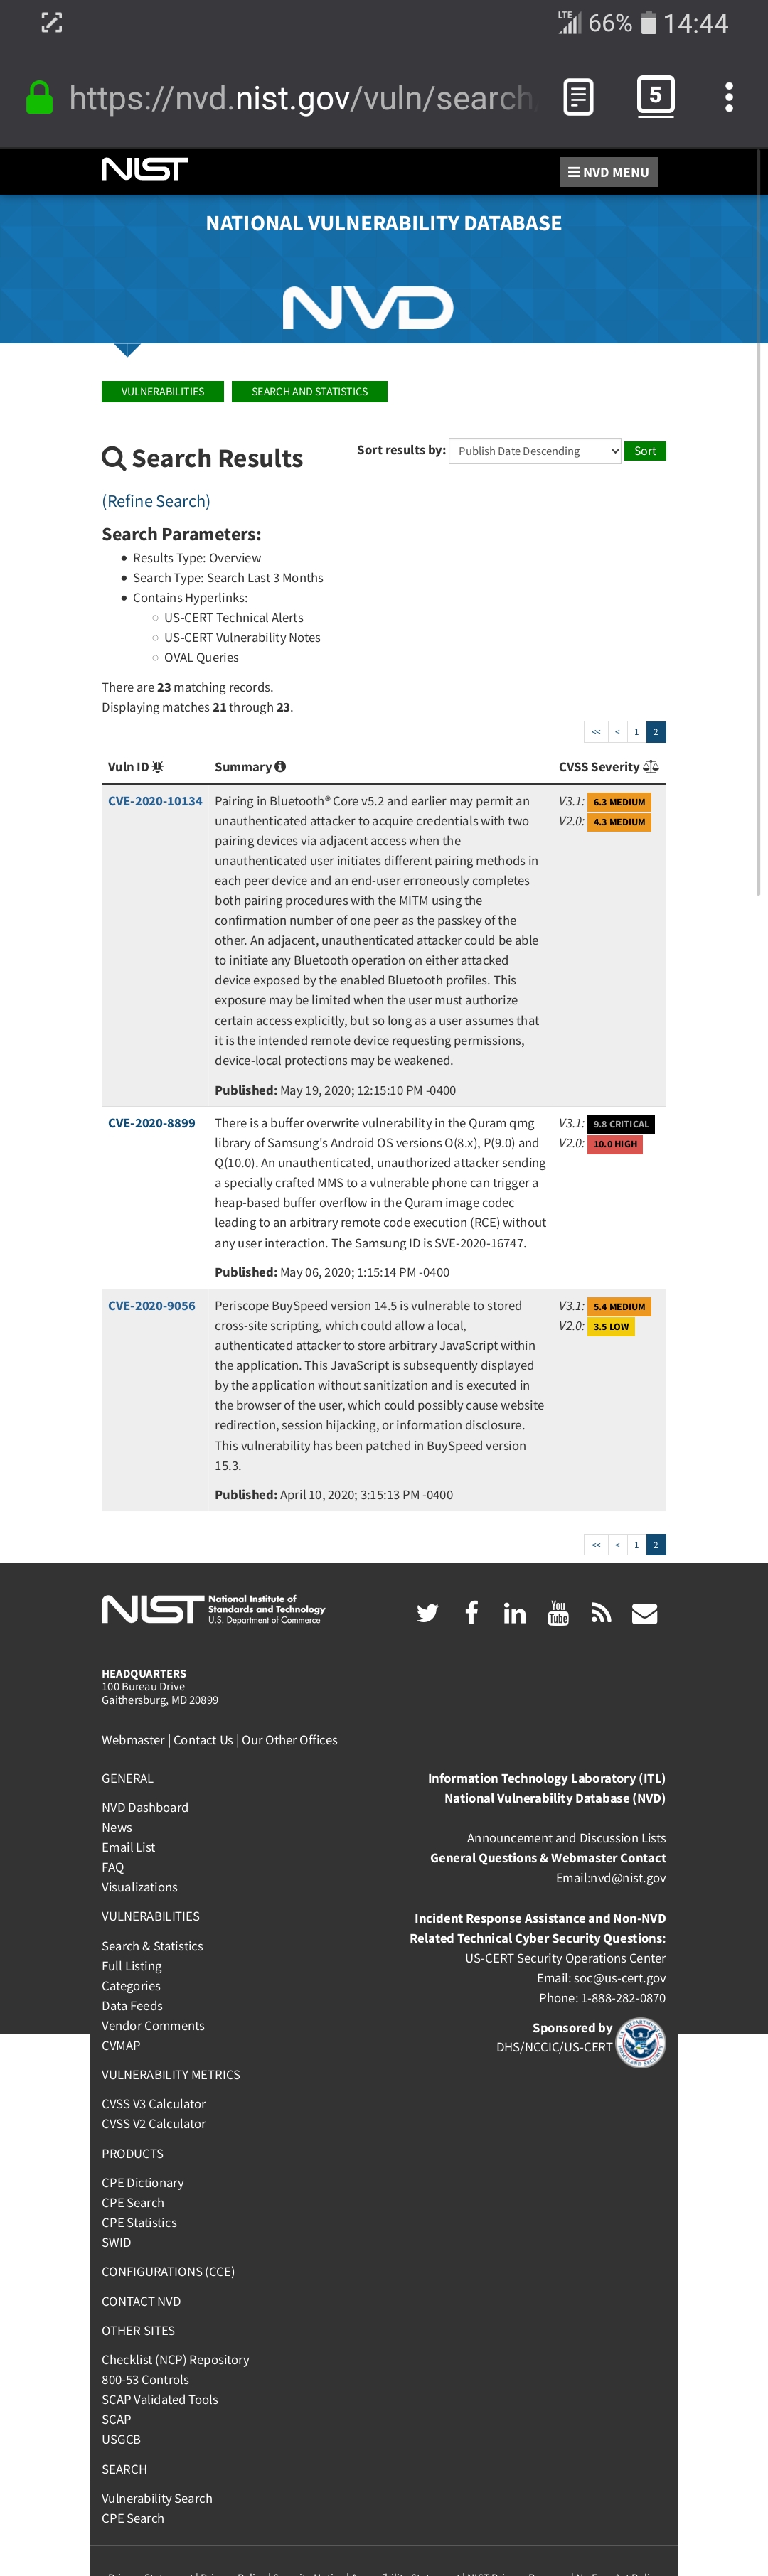 LTE 66% 14:44
https://nvd.nist.gov/vuln/search
5
NIST
NVD MENU
NATIONAL VULNERABILITY DATABASE
NVD
VULNERABILITIES SEARCH AND STATISTICS
Search Results
Sort results by: Publish Date Descending Sort
(Refine Search)
Search Parameters:
Results Type: Overview
Search Type: Search Last 3 Months
Contains Hyperlinks:
US-CERT Technical Alerts
US-CERT Vulnerability Notes
OVAL Queries
There are 23 matching records.
Displaying matches 21 through 23.
<< < 1 2
Vuln ID Summary CVSS Severity
CVE-2020-10134
Pairing in Bluetooth® Core v5.2 and earlier may permit an
unauthenticated attacker to acquire credentials with two
pairing devices via adjacent access when the
unauthenticated user initiates different pairing methods in
each peer device and an end-user erroneously completes
both pairing procedures with the MITM using the
confirmation number of one peer as the passkey of the
other. An adjacent, unauthenticated attacker could be able
to initiate any Bluetooth operation on either attacked
device exposed by the enabled Bluetooth profiles. This
exposure may be limited when the user must authorize
certain access explicitly, but so long as a user assumes that
it is the intended remote device requesting permissions,
device-local protections may be weakened.
Published: May 19, 2020; 12:15:10 PM -0400
V3.1: 6.3 MEDIUM
V2.0: 4.3 MEDIUM
CVE-2020-8899
There is a buffer overwrite vulnerability in the Quram qmg
library of Samsung's Android OS versions O(8.x), P(9.0) and
Q(10.0). An unauthenticated, unauthorized attacker sending
a specially crafted MMS to a vulnerable phone can trigger a
heap-based buffer overflow in the Quram image codec
leading to an arbitrary remote code execution (RCE) without
any user interaction. The Samsung ID is SVE-2020-16747.
Published: May 06, 2020; 1:15:14 PM -0400
V3.1: 9.8 CRITICAL
V2.0: 10.0 HIGH
CVE-2020-9056
Periscope BuySpeed version 14.5 is vulnerable to stored
cross-site scripting, which could allow a local,
authenticated attacker to store arbitrary JavaScript within
the application. This JavaScript is subsequently displayed
by the application without sanitization and is executed in
the browser of the user, which could possibly cause website
redirection, session hijacking, or information disclosure.
This vulnerability has been patched in BuySpeed version
15.3.
Published: April 10, 2020; 3:15:13 PM -0400
V3.1: 5.4 MEDIUM
V2.0: 3.5 LOW
<< < 1 2
NIST National Institute of
Standards and Technology
U.S. Department of Commerce
You
Tube
HEADQUARTERS
100 Bureau Drive
Gaithersburg, MD 20899
Webmaster | Contact Us | Our Other Offices
GENERAL
NVD Dashboard
News
Email List
FAQ
Visualizations
VULNERABILITIES
Search & Statistics
Full Listing
Categories
Data Feeds
Vendor Comments
CVMAP
VULNERABILITY METRICS
CVSS V3 Calculator
CVSS V2 Calculator
PRODUCTS
CPE Dictionary
CPE Search
CPE Statistics
SWID
CONFIGURATIONS (CCE)
CONTACT NVD
OTHER SITES
Checklist (NCP) Repository
800-53 Controls
SCAP Validated Tools
SCAP
USGCB
SEARCH
Vulnerability Search
CPE Search
Information Technology Laboratory (ITL)
National Vulnerability Database (NVD)
Announcement and Discussion Lists
General Questions & Webmaster Contact
Email:nvd@nist.gov
Incident Response Assistance and Non-NVD
Related Technical Cyber Security Questions:
US-CERT Security Operations Center
Email: soc@us-cert.gov
Phone: 1-888-282-0870
Sponsored by
DHS/NCCIC/US-CERT